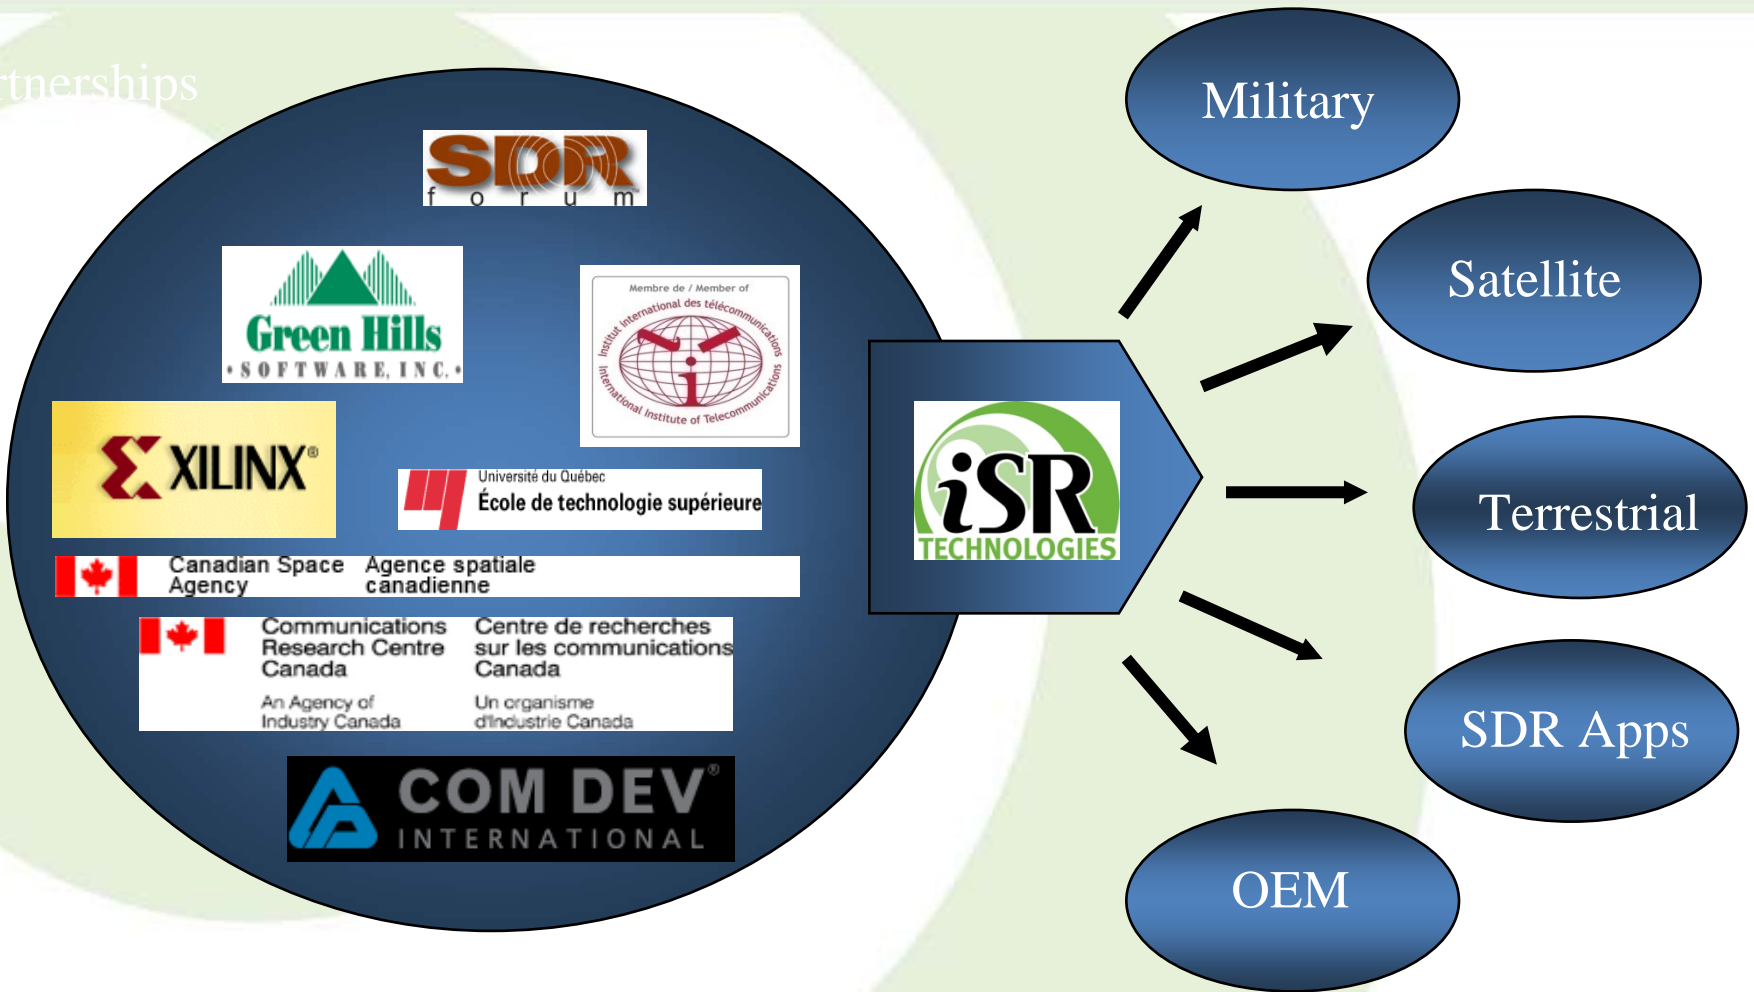 rtnerships
SDR
forum
Green Hills
• SOFTWARE, INC. •
Membre de / Member of
Institut international des télécommunications
International Institute of Telecommunications
XILINX®
Université du Québec
École de technologie supérieure
Canadian Space
Agency
Agence spatiale
canadienne
Communications
Research Centre
Canada
An Agency of
Industry Canada
Centre de recherches
sur les communications
Canada
Un organisme
d'Industrie Canada
COM DEV®
INTERNATIONAL
iSR
TECHNOLOGIES
Military
Satellite
Terrestrial
SDR Apps
OEM